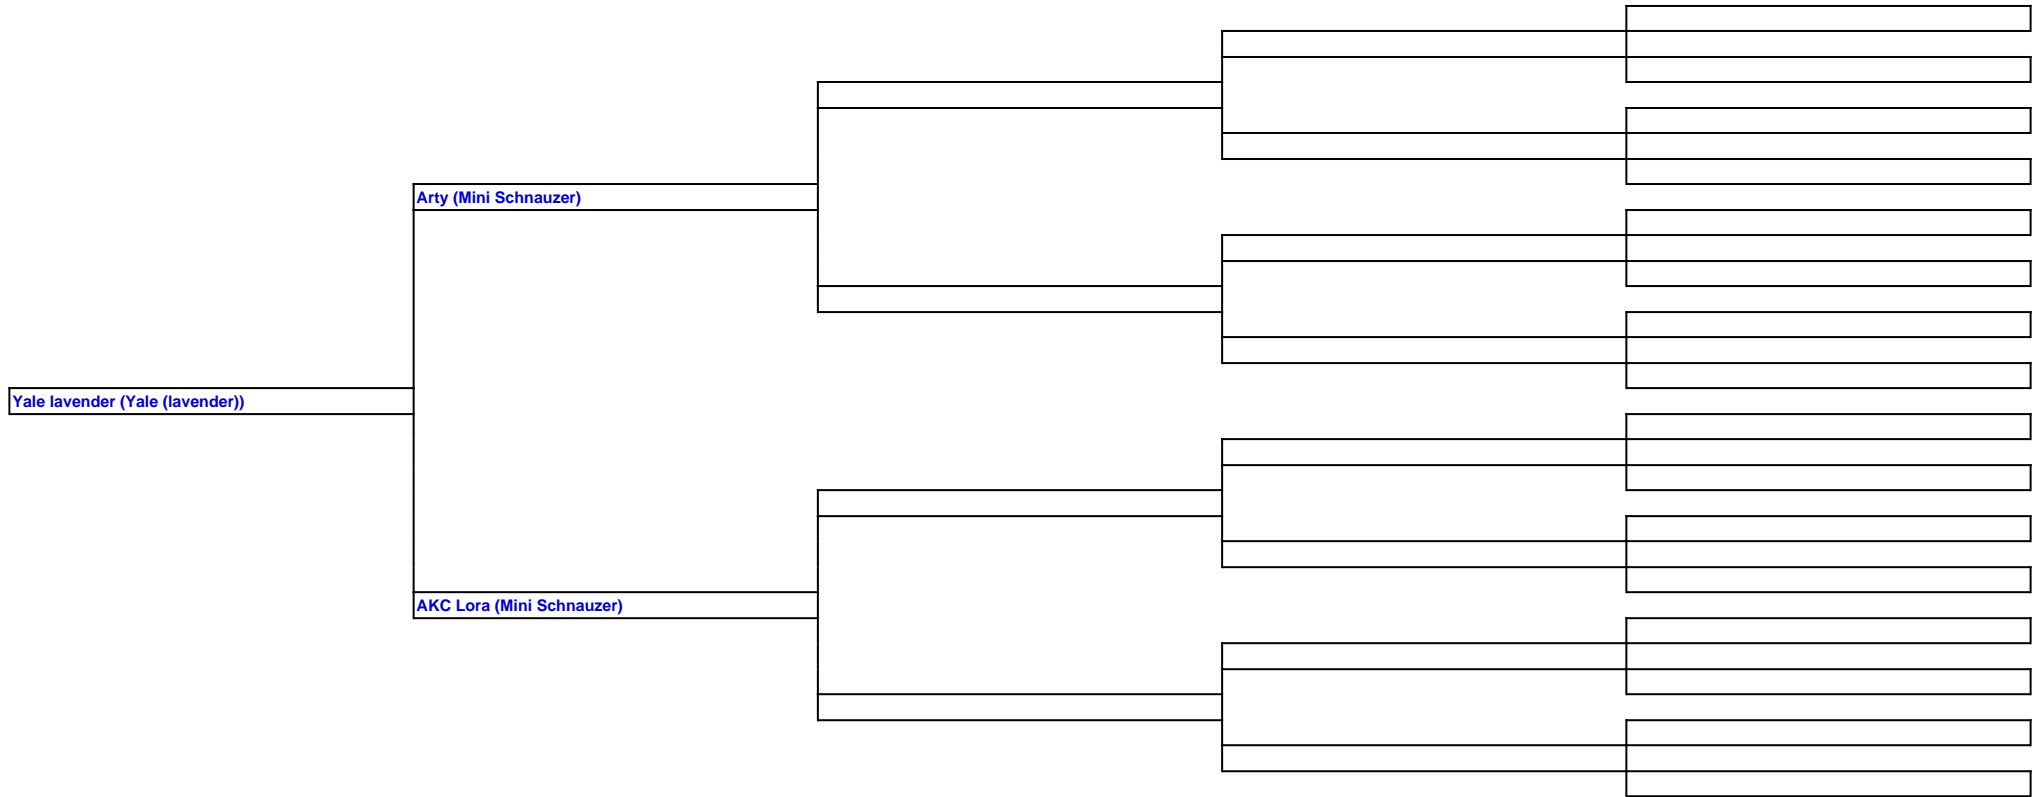 Arty (Mini Schnauzer)
Yale lavender (Yale (lavender))
AKC Lora (Mini Schnauzer)